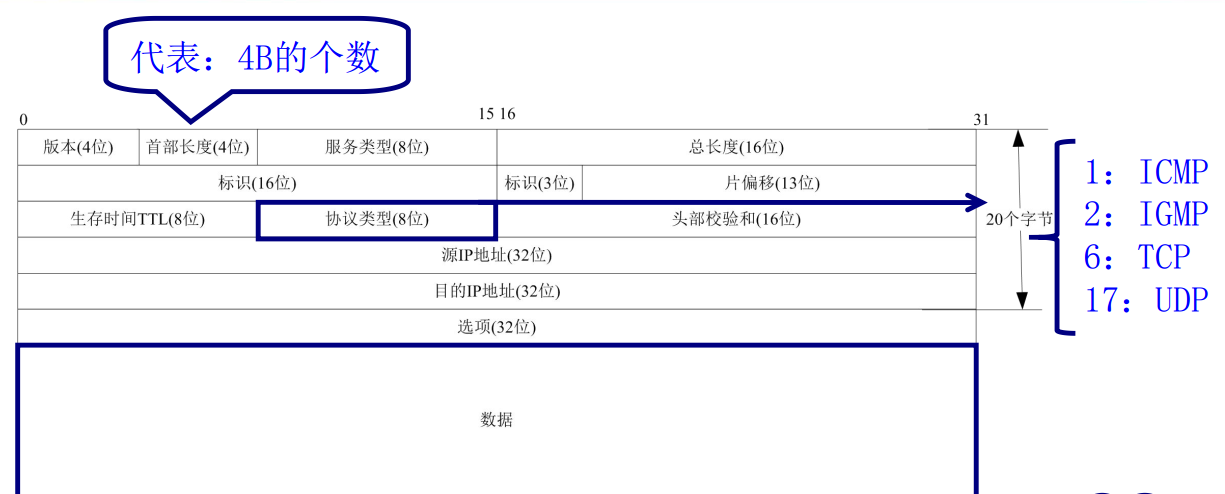 代表：4B的个数
0
15 16
31
版本(4位)
首部长度(4位)
服务类型(8位)
总长度(16位)
标识(16位)
标识(3位)
片偏移(13位)
生存时间TTL(8位)
协议类型(8位)
头部校验和(16位)
源IP地址(32位)
目的IP地址(32位)
选项(32位)
数据
20个字节
1：ICMP
2：IGMP
6：TCP
17：UDP